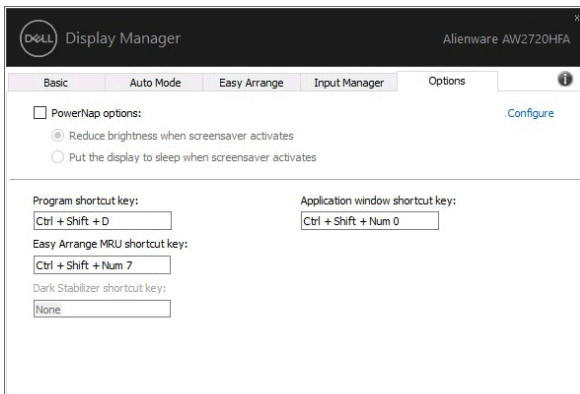 DELL Display Manager
Alienware AW2720HFA
x
Basic
Auto Mode
Easy Arrange
Input Manager
Options
i
PowerNap options:
Configure
Reduce brightness when screensaver activates
Put the display to sleep when screensaver activates
Program shortcut key:
Application window shortcut key:
Ctrl + Shift + D
Ctrl + Shift + Num 0
Easy Arrange MRU shortcut key:
Ctrl + Shift + Num 7
Dark Stabilizer shortcut key:
None